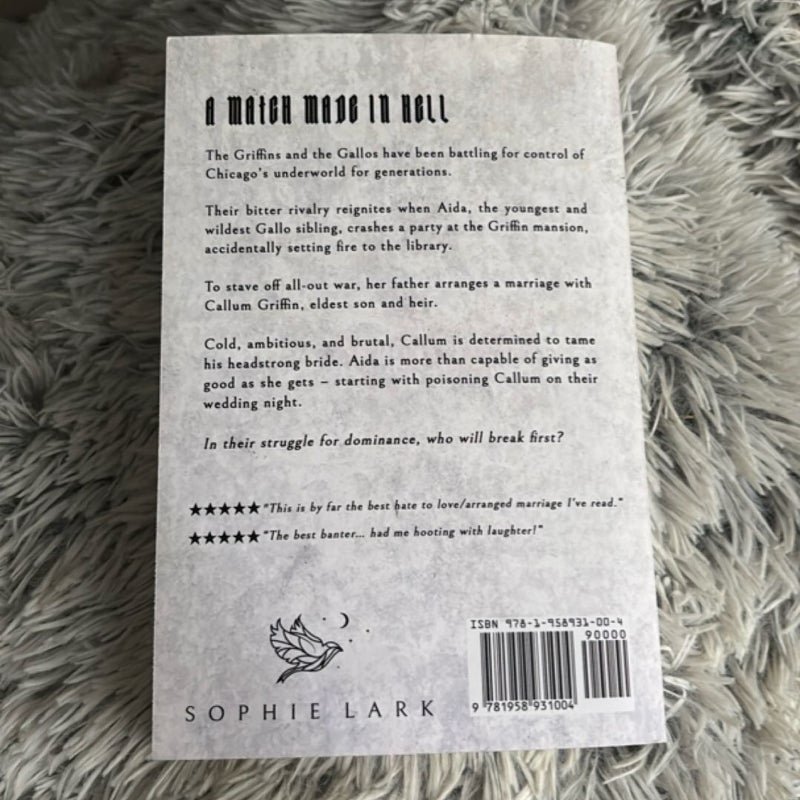 A MATCH MADE IN HELL
The Griffins and the Gallos have been battling for control of
Chicago's underworld for generations.
Their bitter rivalry reignites when Aida, the youngest and
wildest Gallo sibling, crashes a party at the Griffin mansion,
accidentally setting fire to the library.
To stave off all-out war, her father arranges a marriage with
Callum Griffin, eldest son and heir.
Cold, ambitious, and brutal, Callum is determined to tame
his headstrong bride. Aida is more than capable of giving as
good as she gets – starting with poisoning Callum on their
wedding night.
In their struggle for dominance, who will break first?
★★★★★ "This is by far the best hate to love/arranged marriage I've read."
★★★★★ "The best banter... had me hooting with laughter!"
ISBN 978-1-958931-00-4
90000
9 781958 931004
SOPHIE LARK